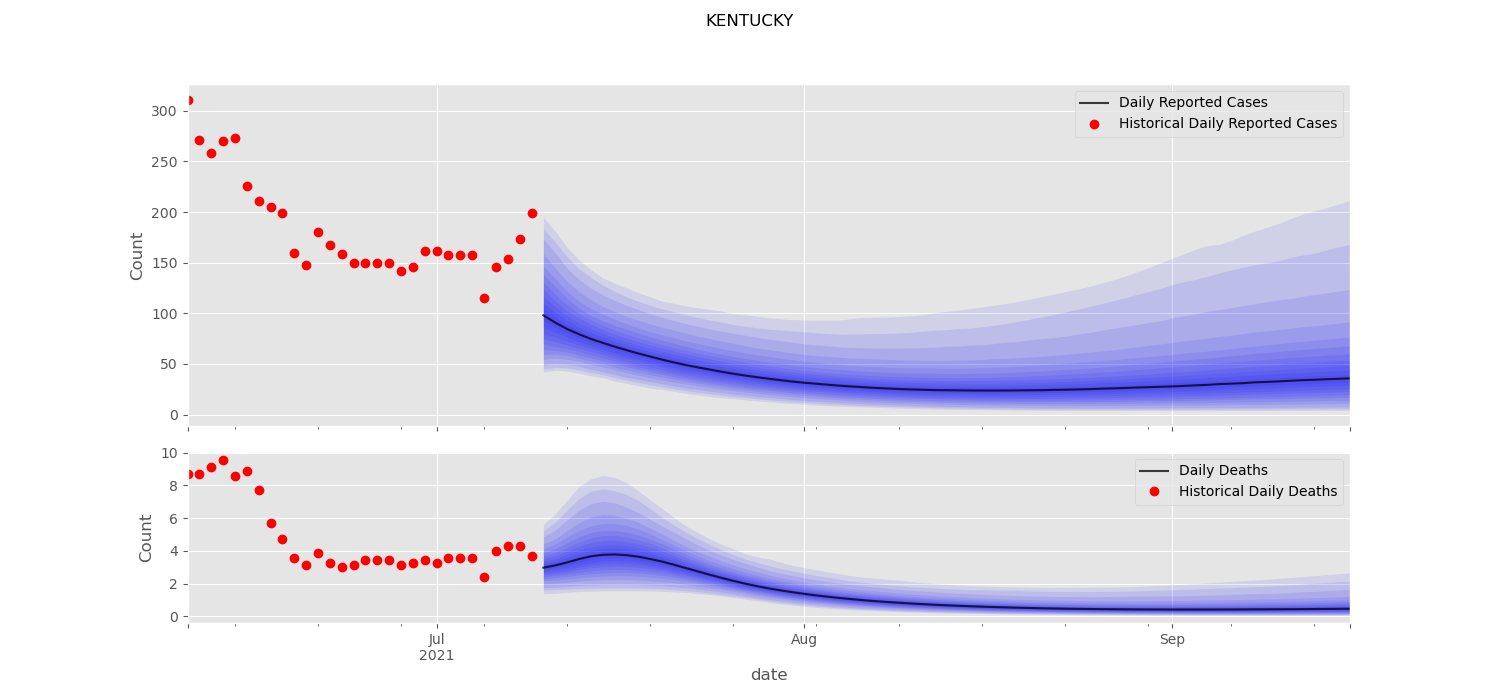 KENTUCKY
300
250
200
150
100
50
0
Count
Daily Reported Cases
Historical Daily Reported Cases
10
8
6
4
2
0
Count
Daily Deaths
Historical Daily Deaths
Jul
2021
Aug
Sep
date